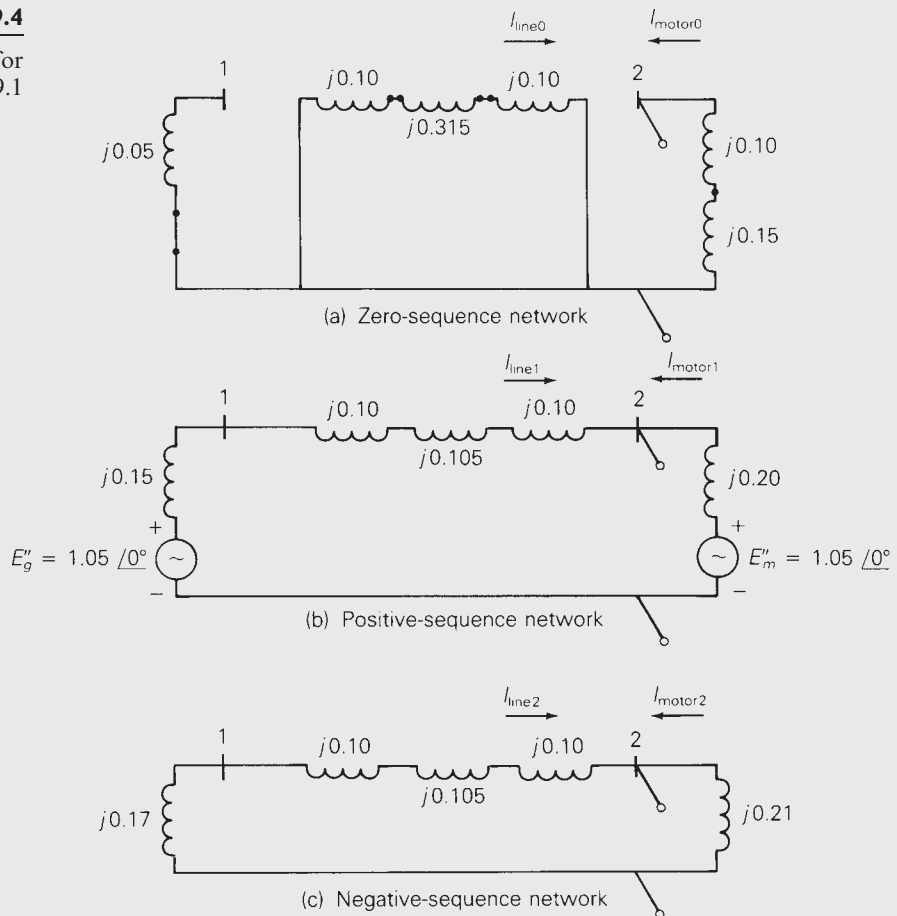 9.4
for
9.1
I_line0
I_motor0
1
j0.10
j0.10
2
j0.315
j0.05
j0.10
j0.15
(a) Zero-sequence network
I_line1
I_motor1
1
j0.10
j0.10
2
j0.105
j0.15
j0.20
+
+
E''_g = 1.05 /0°
~
~
E''_m = 1.05 /0°
−
−
(b) Positive-sequence network
I_line2
I_motor2
1
j0.10
j0.10
2
j0.105
j0.17
j0.21
(c) Negative-sequence network